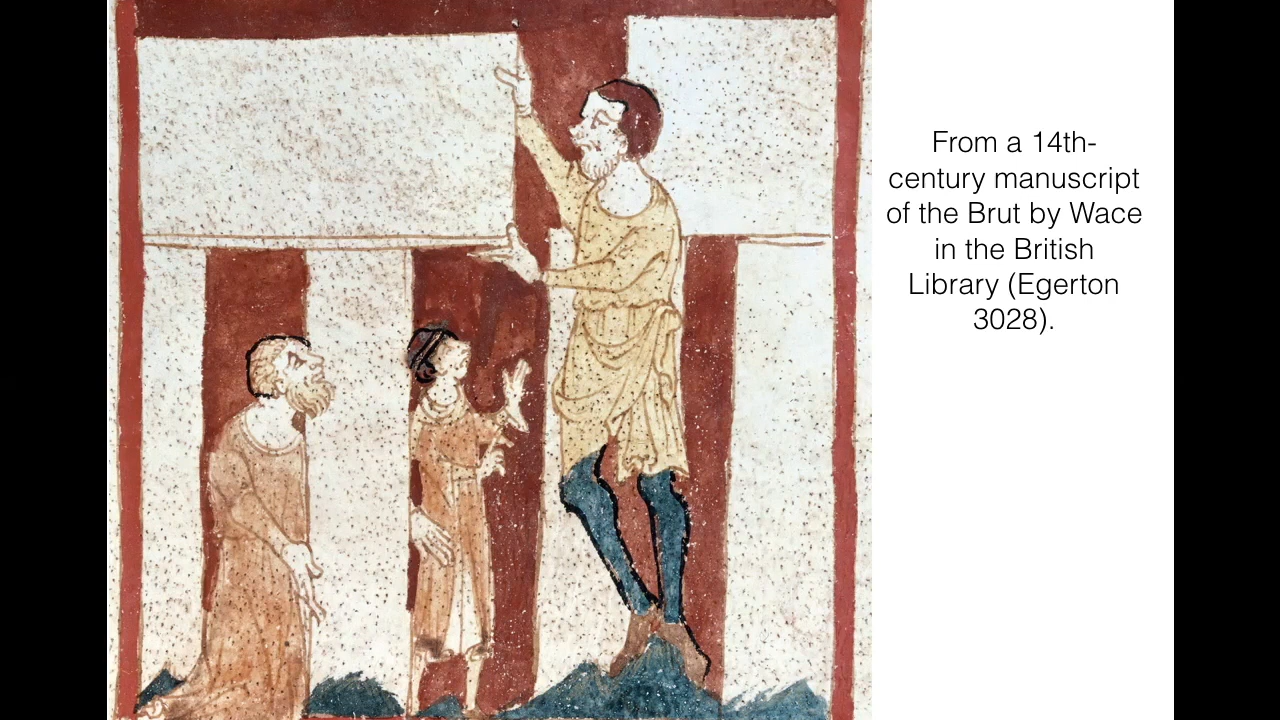 From a 14th-
century manuscript
of the Brut by Wace
in the British
Library (Egerton
3028).